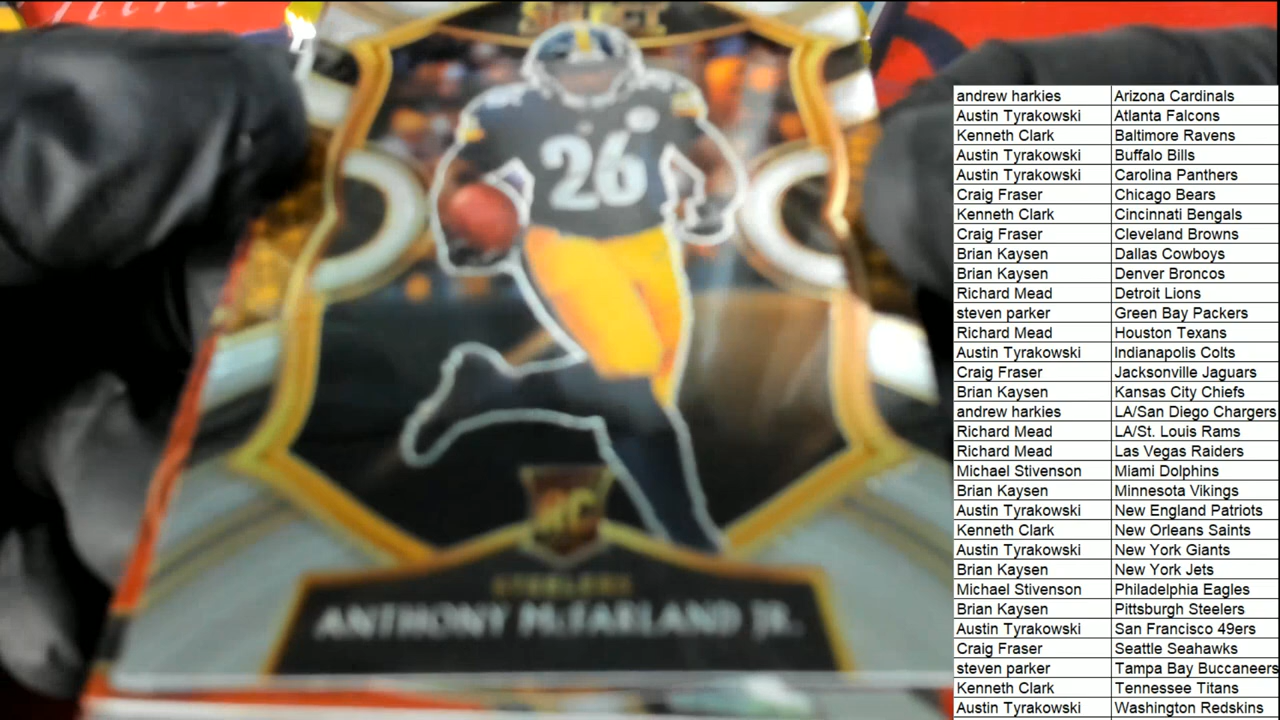 SELECT
26
RC
STEELERS
ANTHONY MCFARLAND JR.
andrew harkies Arizona Cardinals
Austin Tyrakowski Atlanta Falcons
Kenneth Clark Baltimore Ravens
Austin Tyrakowski Buffalo Bills
Austin Tyrakowski Carolina Panthers
Craig Fraser Chicago Bears
Kenneth Clark Cincinnati Bengals
Craig Fraser Cleveland Browns
Brian Kaysen Dallas Cowboys
Brian Kaysen Denver Broncos
Richard Mead Detroit Lions
steven parker Green Bay Packers
Richard Mead Houston Texans
Austin Tyrakowski Indianapolis Colts
Craig Fraser Jacksonville Jaguars
Brian Kaysen Kansas City Chiefs
andrew harkies LA/San Diego Chargers
Richard Mead LA/St. Louis Rams
Richard Mead Las Vegas Raiders
Michael Stivenson Miami Dolphins
Brian Kaysen Minnesota Vikings
Austin Tyrakowski New England Patriots
Kenneth Clark New Orleans Saints
Austin Tyrakowski New York Giants
Brian Kaysen New York Jets
Michael Stivenson Philadelphia Eagles
Brian Kaysen Pittsburgh Steelers
Austin Tyrakowski San Francisco 49ers
Craig Fraser Seattle Seahawks
steven parker Tampa Bay Buccaneers
Kenneth Clark Tennessee Titans
Austin Tyrakowski Washington Redskins